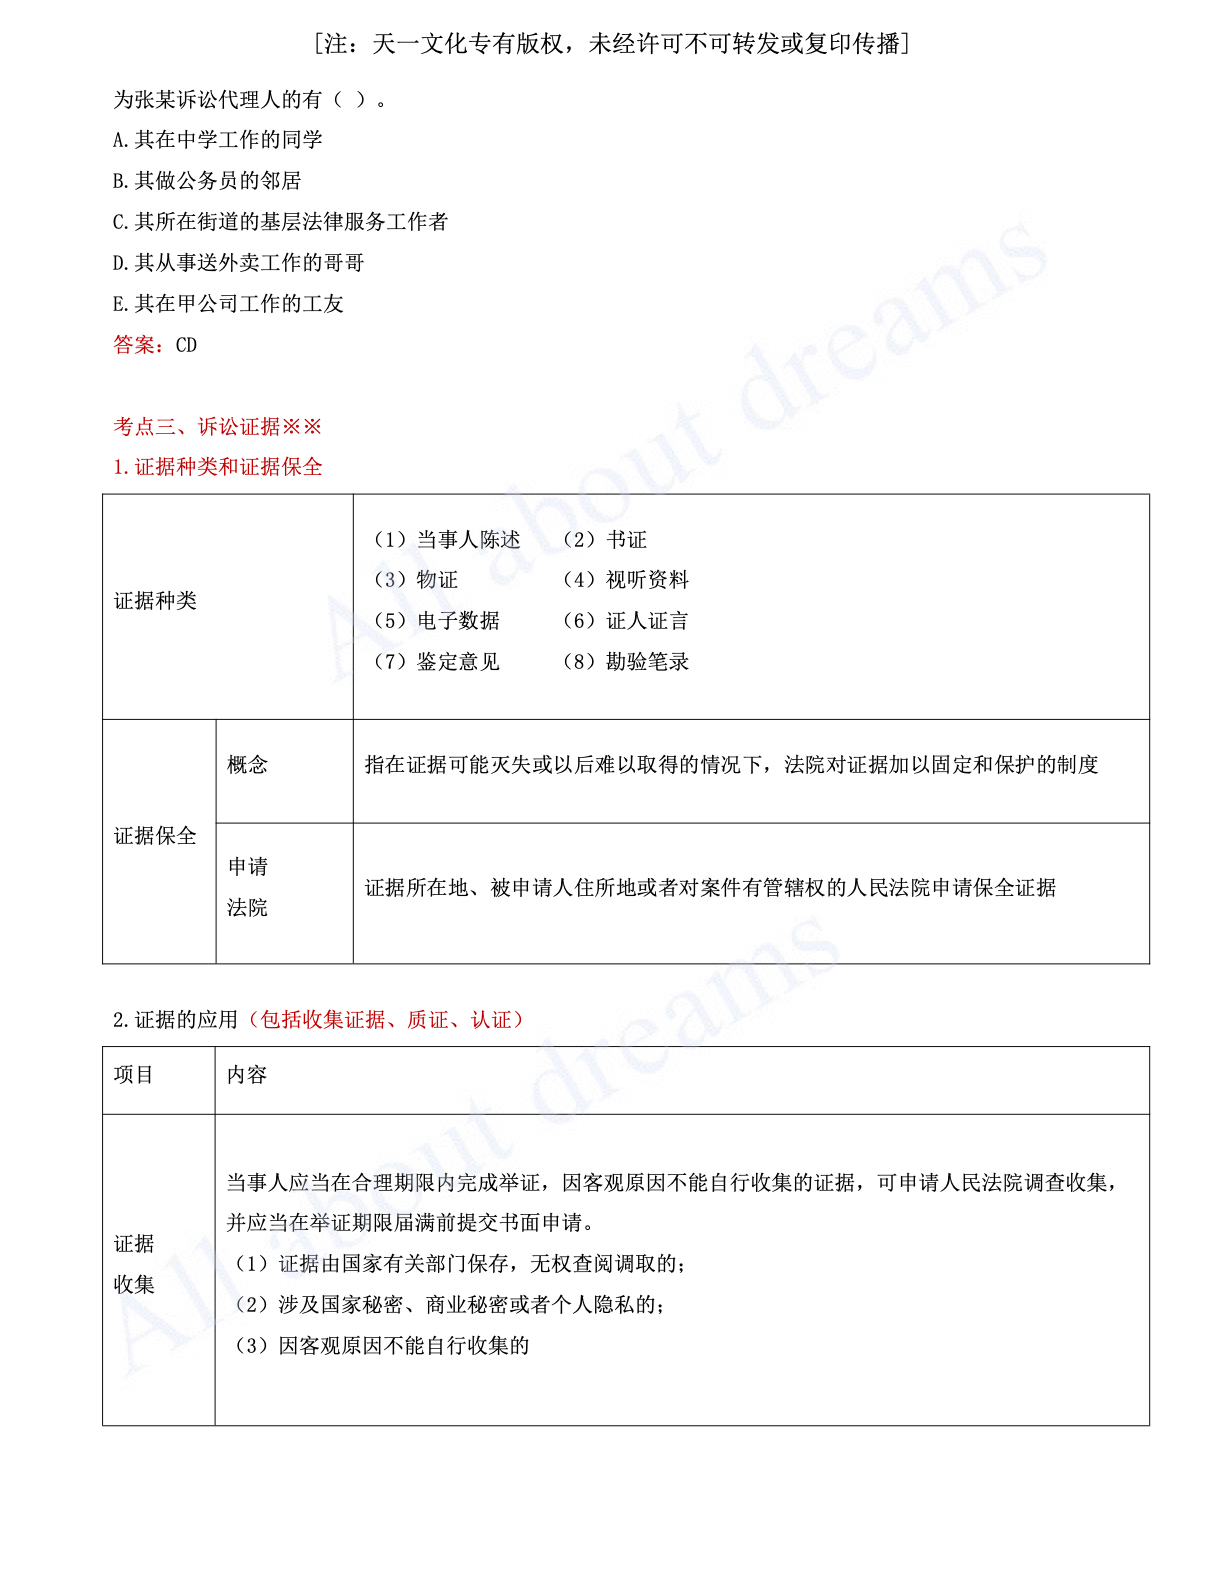 [注：天一文化专有版权，未经许可不可转发或复印传播]
为张某诉讼代理人的有（ ）。
A.其在中学工作的同学
B.其做公务员的邻居
C.其所在街道的基层法律服务工作者
D.其从事送外卖工作的哥哥
E.其在甲公司工作的工友
答案：CD
考点三、诉讼证据※※
1.证据种类和证据保全
证据种类
（1）当事人陈述 （2）书证
（3）物证 （4）视听资料
（5）电子数据 （6）证人证言
（7）鉴定意见 （8）勘验笔录
证据保全
概念
指在证据可能灭失或以后难以取得的情况下，法院对证据加以固定和保护的制度
申请
法院
证据所在地、被申请人住所地或者对案件有管辖权的人民法院申请保全证据
2.证据的应用（包括收集证据、质证、认证）
项目 内容
证据
收集
当事人应当在合理期限内完成举证，因客观原因不能自行收集的证据，可申请人民法院调查收集，
并应当在举证期限届满前提交书面申请。
（1）证据由国家有关部门保存，无权查阅调取的；
（2）涉及国家秘密、商业秘密或者个人隐私的；
（3）因客观原因不能自行收集的
All about dreams
All about dreams